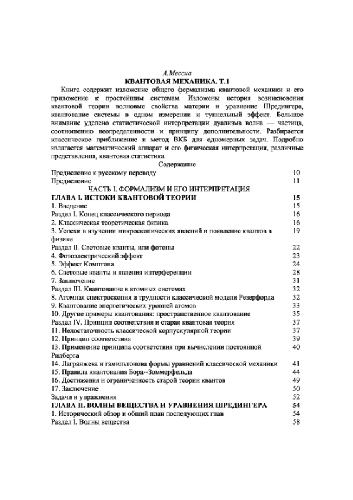 А.Мессиа
КВАНТОВАЯ МЕХАНИКА. Т.1
Книга содержит изложение общего формализма квантовой механики и его
приложение к простейшим системам. Изложены история возникновения
квантовой теории волновые свойства материи и уравнение Шредингера,
квантование системы в одном измерении и туннельный эффект. Большое
внимание уделено статистической интерпретации дуализма волна — частица,
соотношению неопределенности и принципу дополнительности. Разбирается
классическое приближение и метод ВКБ для одномерных задач. Подробно
излагается математический аппарат и его физическая интерпретация, различные
представления, квантовая статистика.
Содержание
Предисловие к русскому переводу 10
Предисловие 11
ЧАСТЬ I. ФОРМАЛИЗМ И ЕГО ИНТЕРПРЕТАЦИЯ
ГЛАВА I. ИСТОКИ КВАНТОВОЙ ТЕОРИИ 15
1. Введение 15
Раздел I. Конец классического периода 16
2. Классическая теоретическая физика 16
3. Успехи в изучении микроскопических явлений и появление квантов в 19
физике
Раздел II. Световые кванты, или фотоны 22
4. Фотоэлектрический эффект 23
5. Эффект Комптона 24
6. Световые кванты и явления интерференции 28
7. Заключение 31
Раздел III. Квантование атомных систем 32
8. Атомная спектроскопия и трудности классической модели Резерфорда 32
9. Квантование энергетических уровней атомов 33
10. Другие примеры квантования: пространственное квантование 35
Раздел IV. Принцип соответствия и старая квантовая теория 37
11. Недостаточность классической корпускулярной теории 37
12. Принцип соответствия 39
13. Применение принципа соответствия при вычислении постоянной 40
Ридберга
14. Лагранжева и гамильтонова формы уравнений классической механики 41
15. Правила квантования Бора–Зоммерфельда 44
16. Достижения и ограниченность старой теории квантов 49
17. Заключение 50
Задачи и упражнения 52
ГЛАВА II. ВОЛНЫ ВЕЩЕСТВА И УРАВНЕНИЯ ШРЕДИНГЕРА 54
1. Исторический обзор и общий план последующих глав 54
Раздел I. Волны вещества 58